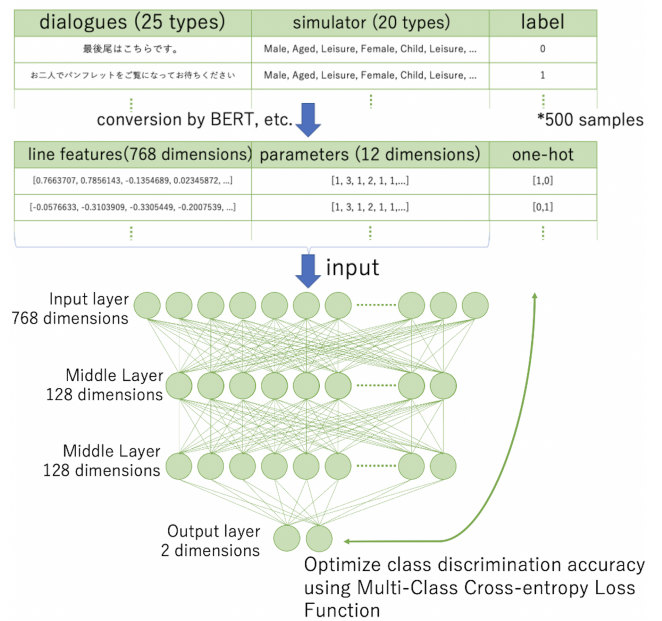 dialogues (25 types) simulator (20 types) label
最後尾はこちらです。 Male, Aged, Leisure, Female, Child, Leisure, ... 0
お二人でパンフレットをご覧になってお待ちください Male, Aged, Leisure, Female, Child, Leisure, ... 1
conversion by BERT, etc. *500 samples
line features(768 dimensions) parameters (12 dimensions) one-hot
[0.7663707, 0.7856143, -0.1354689, 0.02345872, ...] [1, 3, 1, 2, 1, 1,...] [1,0]
[-0.0576633, -0.3103909, -0.3305449, -0.2007539, ...] [1, 3, 1, 2, 1, 1,...] [0,1]
input
Input layer
768 dimensions
Middle Layer
128 dimensions
Middle Layer
128 dimensions
Output layer
2 dimensions
Optimize class discrimination accuracy
using Multi-Class Cross-entropy Loss
Function